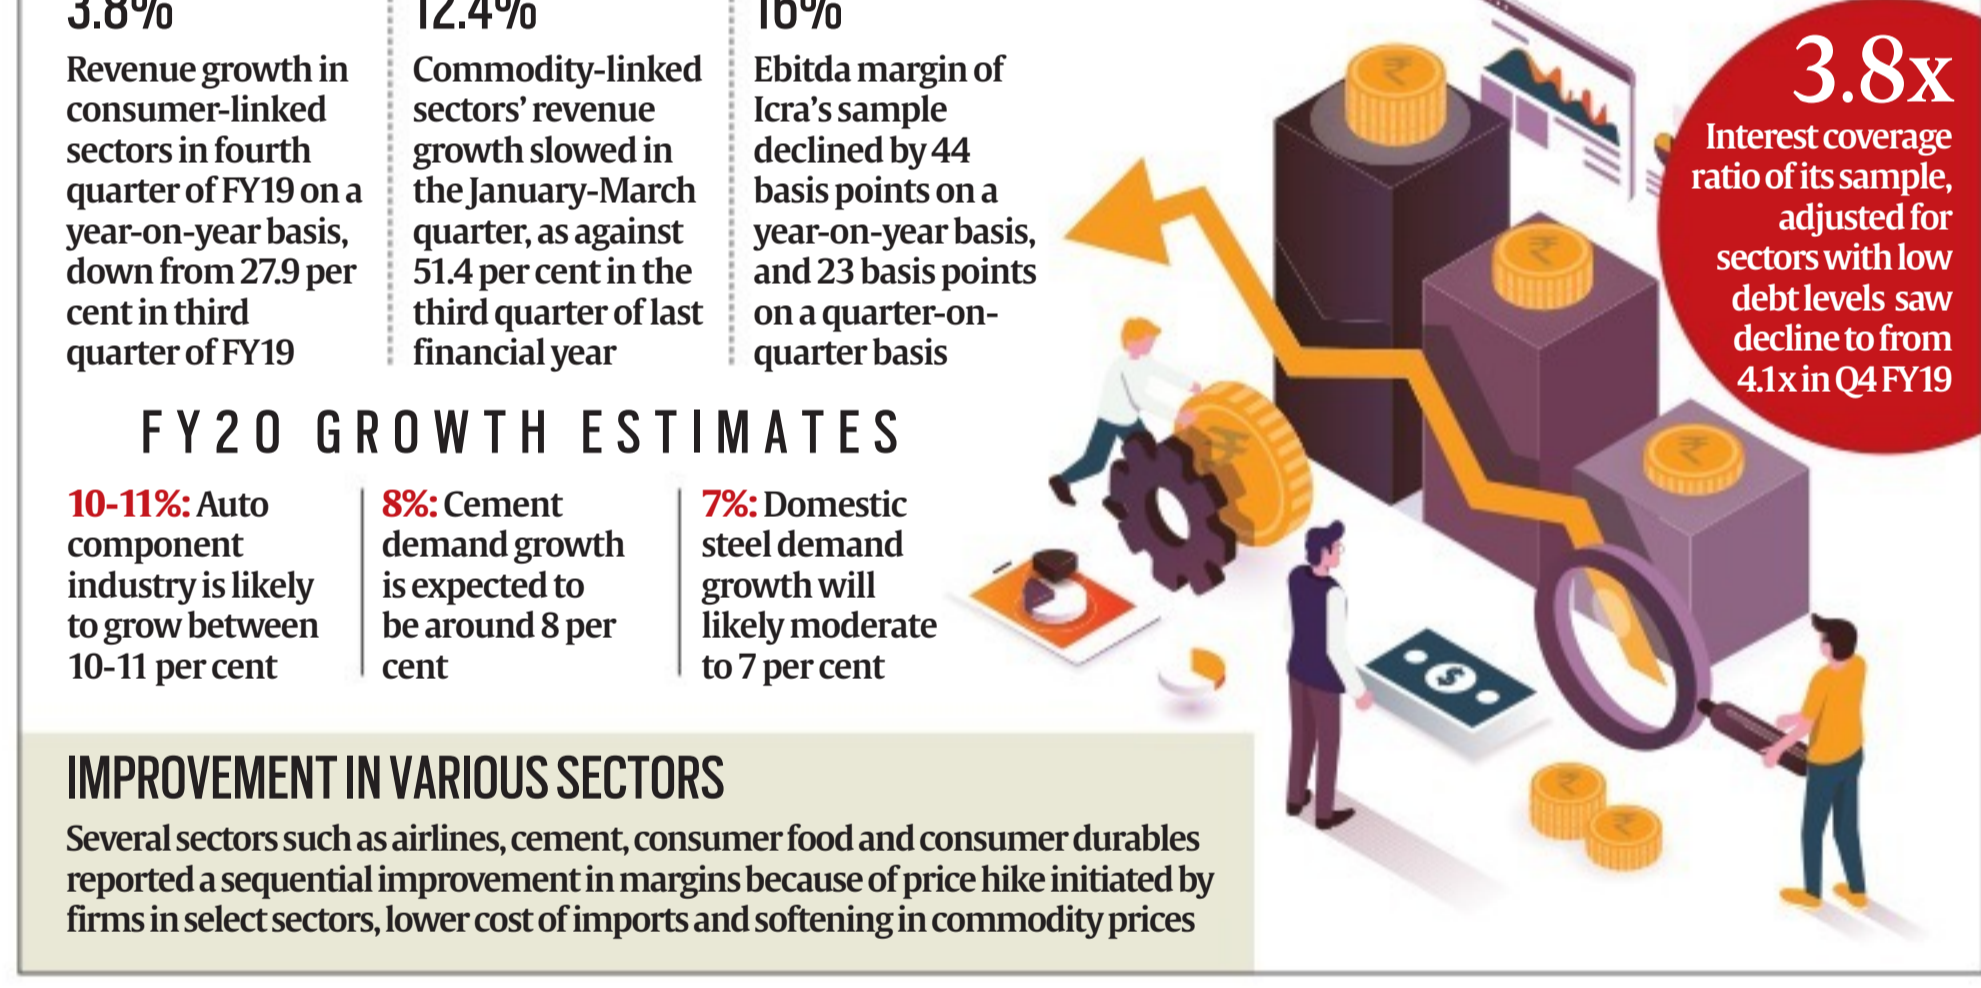 3.8%
Revenue growth in
consumer-linked
sectors in fourth
quarter of FY19 on a
year-on-year basis,
down from 27.9 per
cent in third
quarter of FY19
12.4%
Commodity-linked
sectors' revenue
growth slowed in
the January-March
quarter, as against
51.4 per cent in the
third quarter of last
financial year
16%
Ebitda margin of
Icra's sample
declined by 44
basis points on a
year-on-year basis,
and 23 basis points
on a quarter-on-
quarter basis
3.8x
Interest coverage
ratio of its sample,
adjusted for
sectors with low
debt levels saw
decline to from
4.1x in Q4 FY19
FY20 GROWTH ESTIMATES
10-11%: Auto
component
industry is likely
to grow between
10-11 per cent
8%: Cement
demand growth
is expected to
be around 8 per
cent
7%: Domestic
steel demand
growth will
likely moderate
to 7 per cent
IMPROVEMENT IN VARIOUS SECTORS
Several sectors such as airlines, cement, consumer food and consumer durables
reported a sequential improvement in margins because of price hike initiated by
firms in select sectors, lower cost of imports and softening in commodity prices